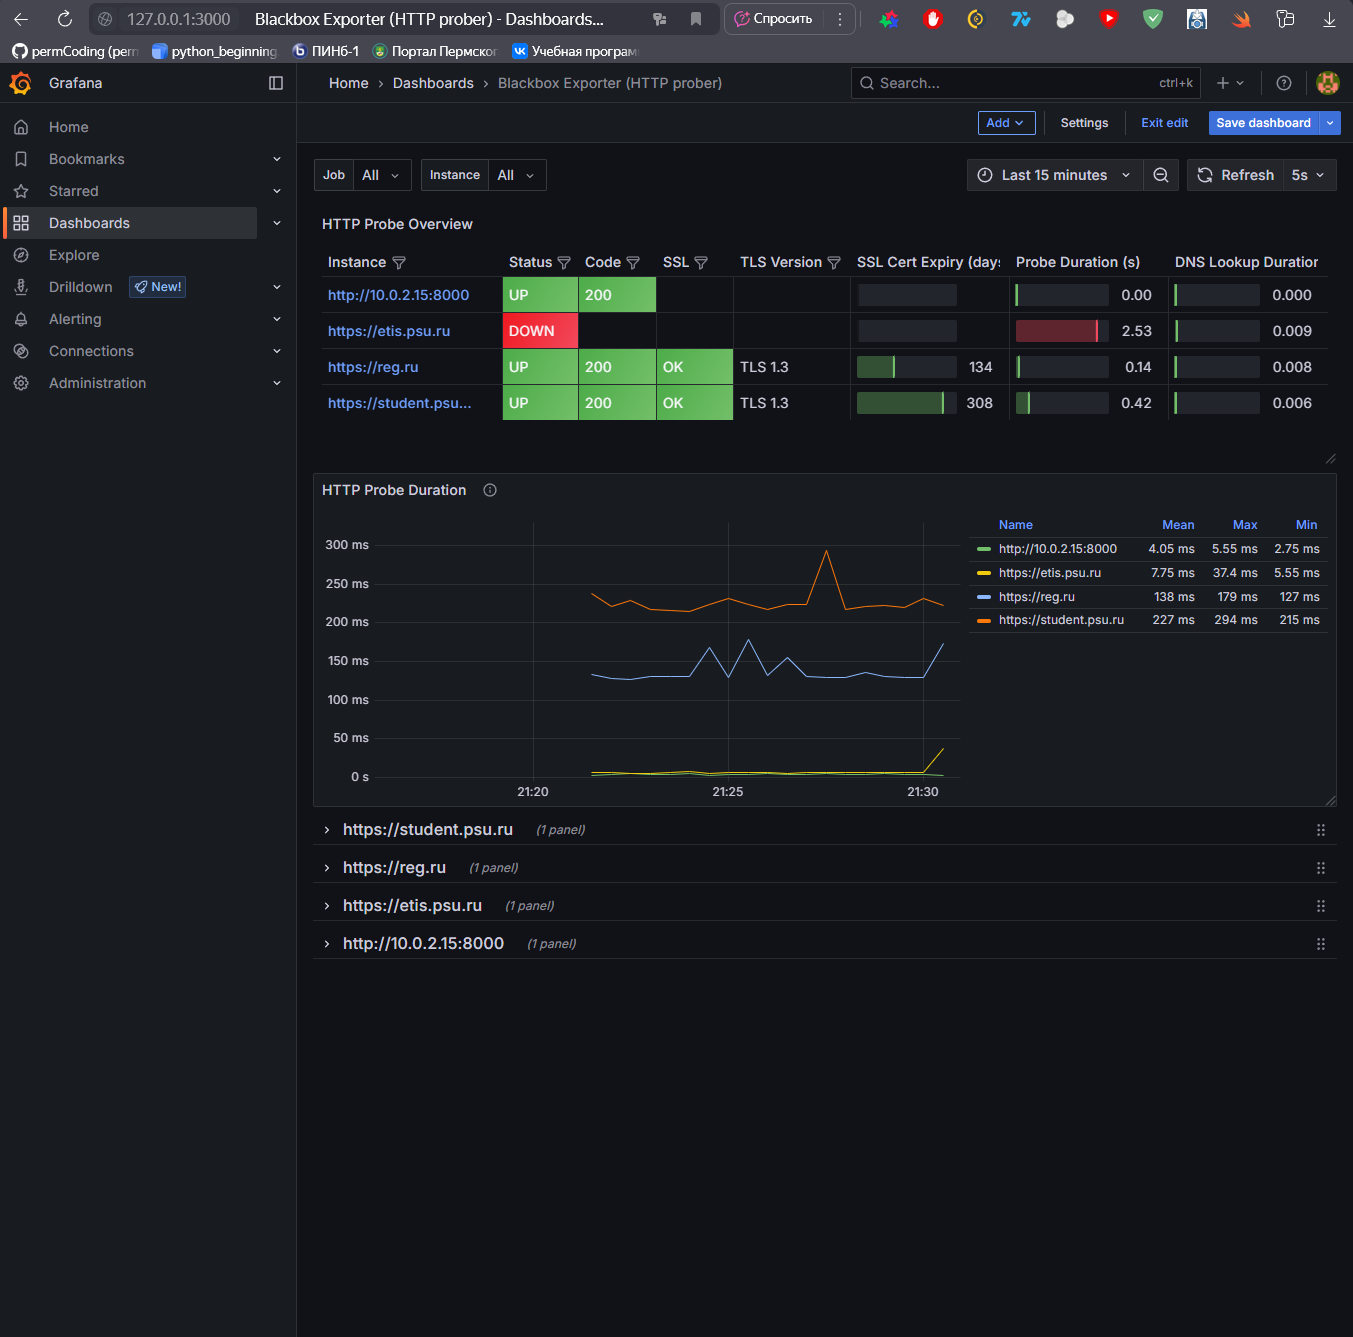 127.0.0.1:3000 Blackbox Exporter (HTTP prober) - Dashboards... Спросить
permCoding (perm python_beginning ПИНб-1 Портал Пермског Учебная програм
Grafana
Home › Dashboards › Blackbox Exporter (HTTP prober)
Search... ctrl+k
Add Settings Exit edit Save dashboard
Home
Bookmarks
Starred
Dashboards
Explore
Drilldown New!
Alerting
Connections
Administration
Job All Instance All Last 15 minutes Refresh 5s
HTTP Probe Overview
Instance Status Code SSL TLS Version SSL Cert Expiry (days Probe Duration (s) DNS Lookup Duration
http://10.0.2.15:8000 UP 200 0.00 0.000
https://etis.psu.ru DOWN 2.53 0.009
https://reg.ru UP 200 OK TLS 1.3 134 0.14 0.008
https://student.psu... UP 200 OK TLS 1.3 308 0.42 0.006
HTTP Probe Duration
300 ms
250 ms
200 ms
150 ms
100 ms
50 ms
0 s
21:20 21:25 21:30
Name Mean Max Min
http://10.0.2.15:8000 4.05 ms 5.55 ms 2.75 ms
https://etis.psu.ru 7.75 ms 37.4 ms 5.55 ms
https://reg.ru 138 ms 179 ms 127 ms
https://student.psu.ru 227 ms 294 ms 215 ms
https://student.psu.ru (1 panel)
https://reg.ru (1 panel)
https://etis.psu.ru (1 panel)
http://10.0.2.15:8000 (1 panel)